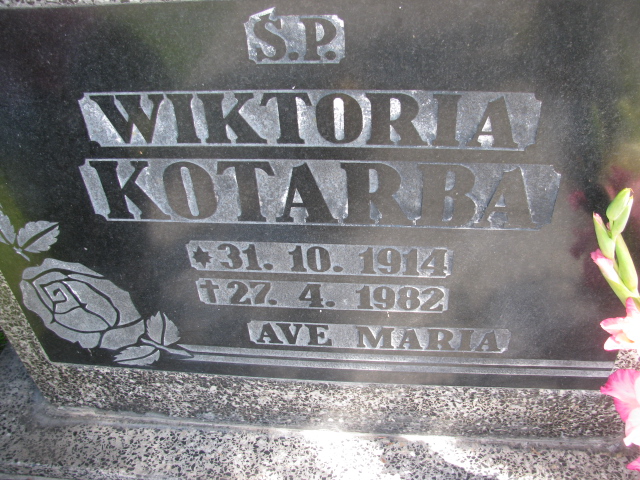 Ś.P.
WIKTORIA
KOTARBA
* 31. 10. 1914
† 27. 4. 1982
AVE MARIA